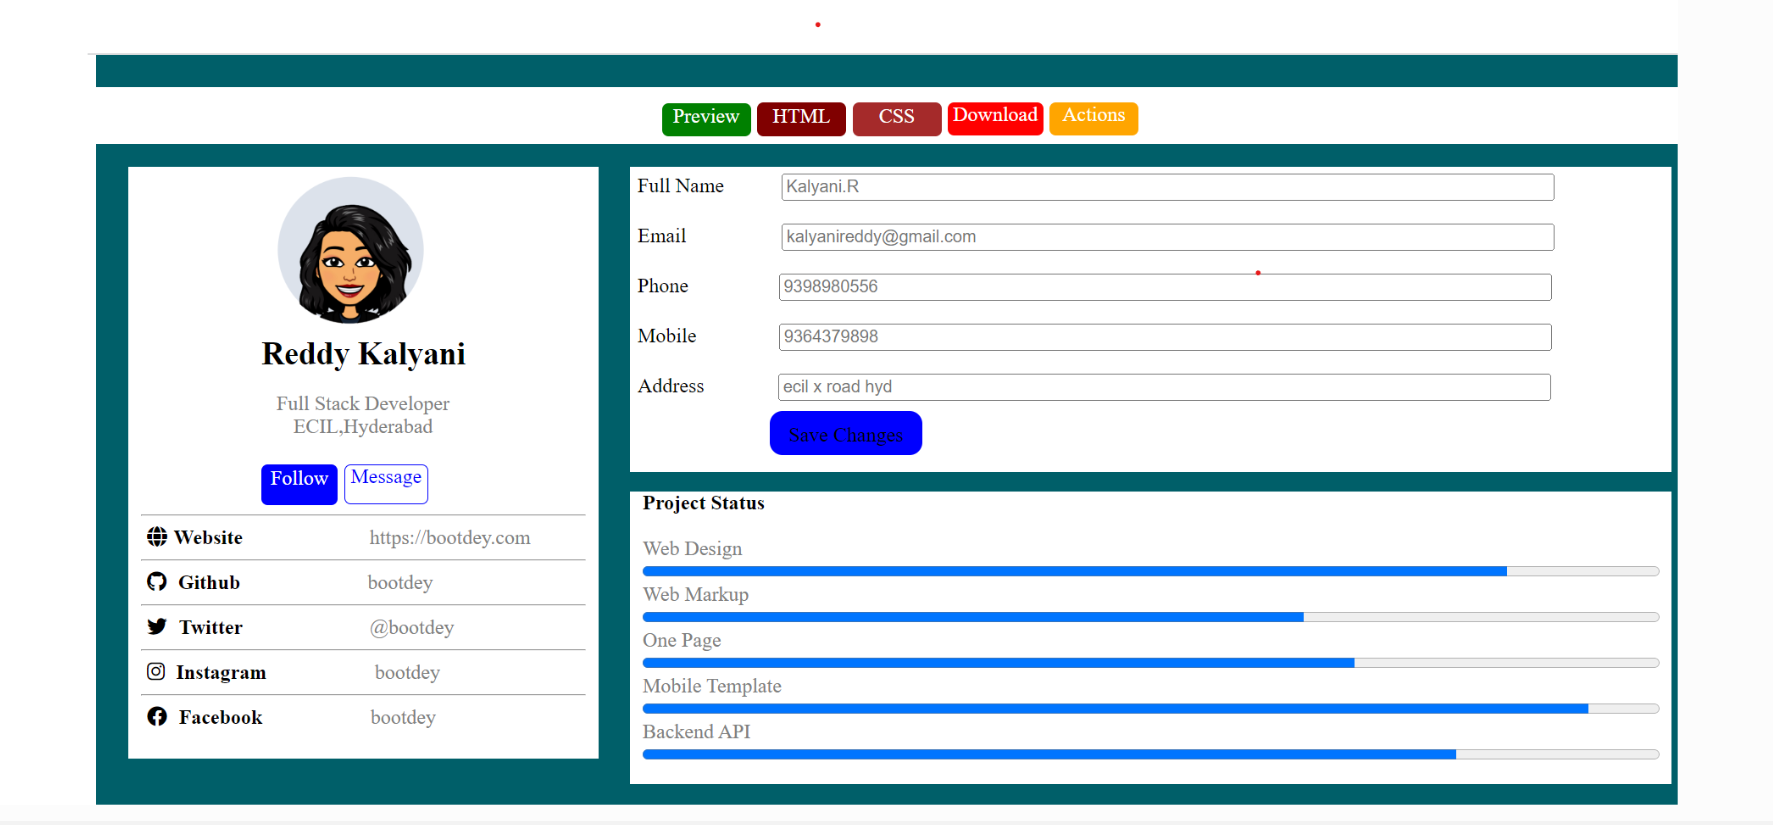 Preview HTML CSS Download Actions
Reddy Kalyani
Full Stack Developer
ECIL,Hyderabad
Follow Message
Website https://bootdey.com
Github bootdey
Twitter @bootdey
Instagram bootdey
Facebook bootdey
Full Name Kalyani.R
Email kalyanireddy@gmail.com
Phone 9398980556
Mobile 9364379898
Address ecil x road hyd
Save Changes
Project Status
Web Design
Web Markup
One Page
Mobile Template
Backend API